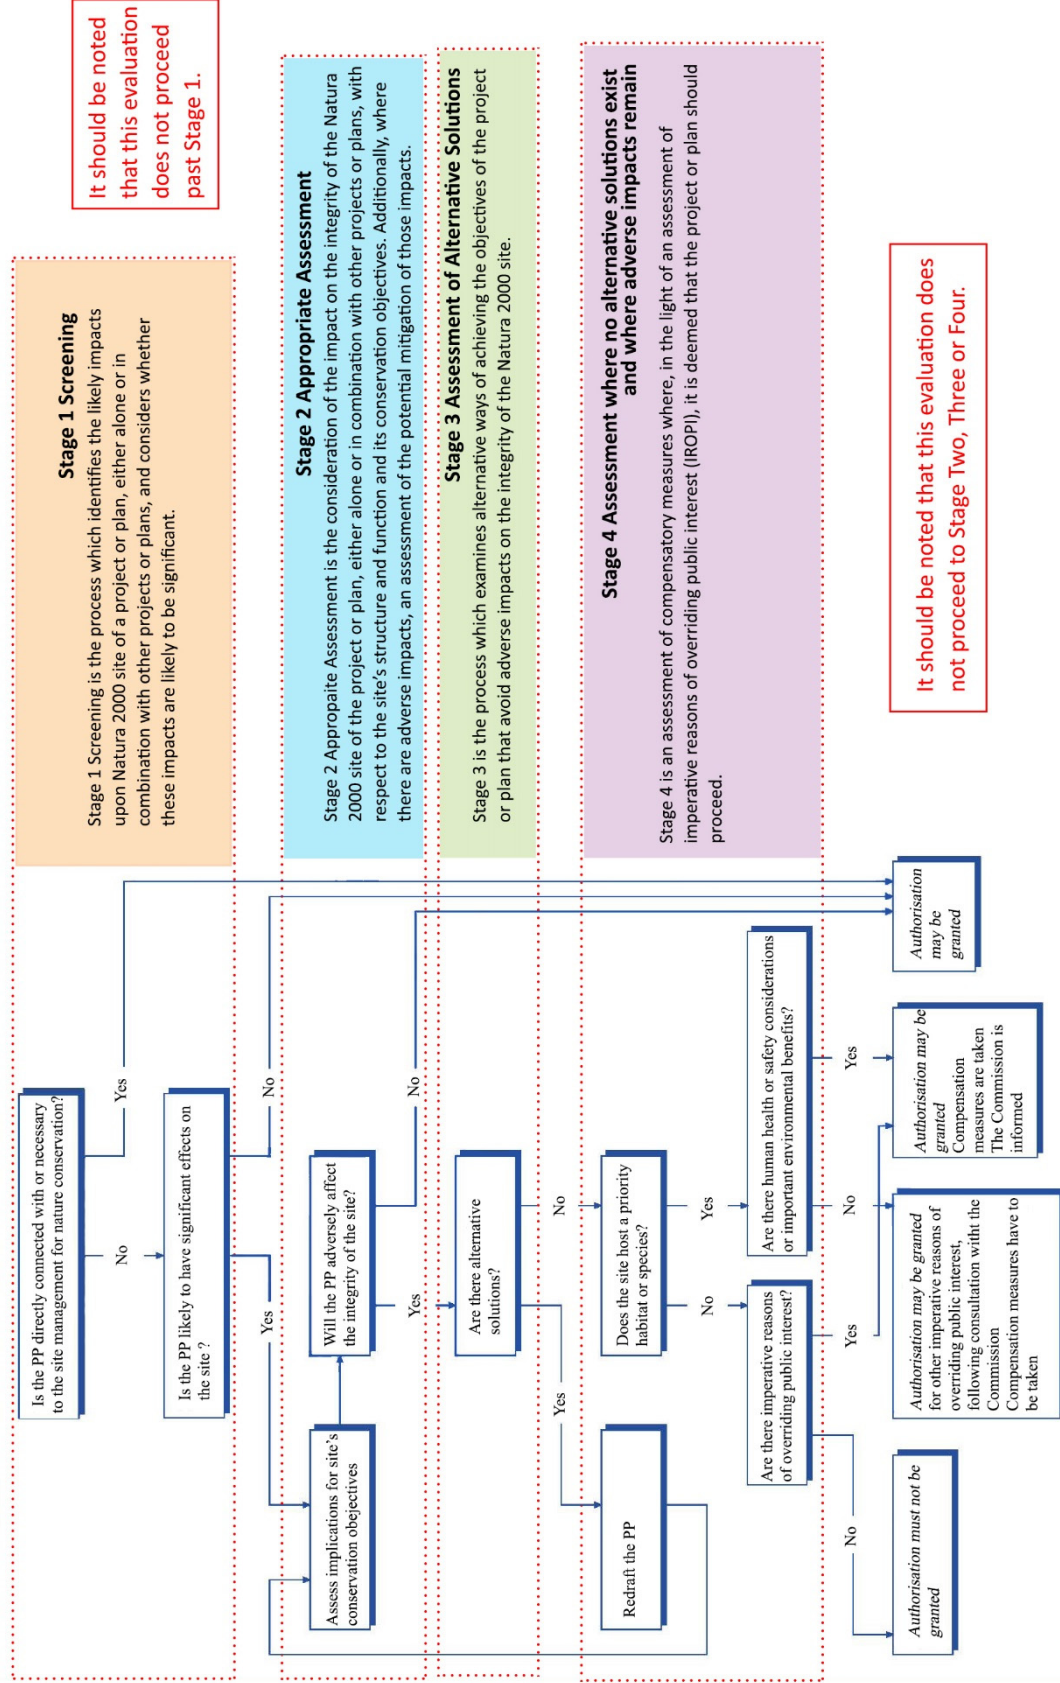 It should be noted
that this evaluation
does not proceed
past Stage 1.
Stage 1 Screening
Stage 1 Screening is the process which identifies the likely impacts
upon Natura 2000 site of a project or plan, either alone or in
combination with other projects or plans, and considers whether
these impacts are likely to be significant.
Is the PP directly connected with or necessary
to the site management for nature conservation?
No
Yes
Is the PP likely to have significant effects on
the site ?
Yes
No
Stage 2 Appropriate Assessment
Stage 2 Appropaite Assessment is the consideration of the impact on the integrity of the Natura
2000 site of the project or plan, either alone or in combination with other projects or plans, with
respect to the site's structure and function and its conservation objectives. Additionally, where
there are adverse impacts, an assessment of the potential mitigation of those impacts.
Assess implications for site's
conservation obejectives
Will the PP adversely affect
the integrity of the site?
Yes
No
Stage 3 Assessment of Alternative Solutions
Stage 3 is the process which examines alternative ways of achieving the objectives of the project
or plan that avoid adverse impacts on the integrity of the Natura 2000 site.
Are there alternative
solutions?
Yes
No
Stage 4 Assessment where no alternative solutions exist
and where adverse impacts remain
Stage 4 is an assessment of compensatory measures where, in the light of an assessment of
imperative reasons of overriding public interest (IROPI), it is deemed that the project or plan should
proceed.
Redraft the PP
Does the site host a priority
habitat or species?
No
Yes
Are there imperative reasons
of overriding public interest?
Are there human health or safety considerations
or important environmental benefits?
No
Yes
No
Yes
Authorisation must not be
granted
Authorisation may be granted
for other imperative reasons of
overriding public interest,
following consultation witht the
Commission
Compensation measures have to
be taken
Authorisation may be
granted
Compensation
measures are taken
The Commission is
informed
Authorisation
may be
granted
It should be noted that this evaluation does
not proceed to Stage Two, Three or Four.